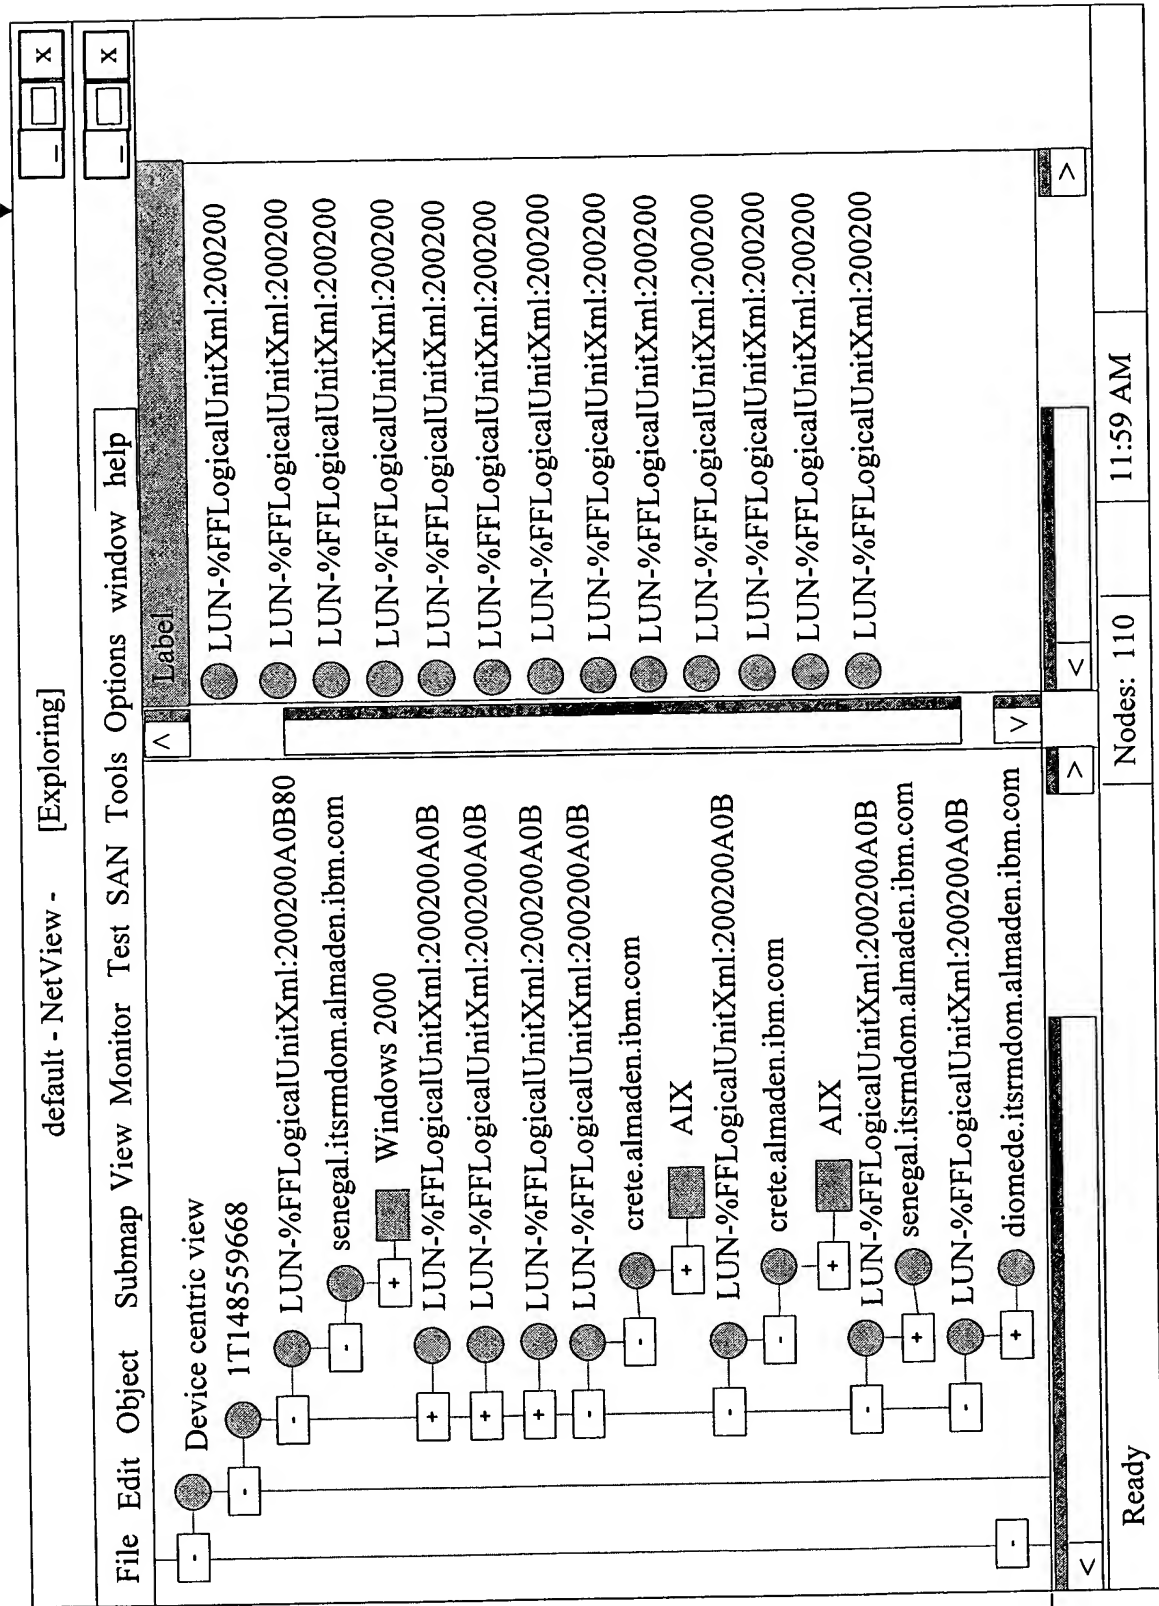 default - NetView - [Exploring]
_ x
File Edit Object Submap View Monitor Test SAN Tools Options window help
_ x
Device centric view
1T14859668
LUN-%FFLogicalUnitXml:200200A0B80
senegal.itsrmdom.almaden.ibm.com
Windows 2000
LUN-%FFLogicalUnitXml:200200A0B
LUN-%FFLogicalUnitXml:200200A0B
LUN-%FFLogicalUnitXml:200200A0B
LUN-%FFLogicalUnitXml:200200A0B
crete.almaden.ibm.com
AIX
LUN-%FFLogicalUnitXml:200200A0B
crete.almaden.ibm.com
AIX
LUN-%FFLogicalUnitXml:200200A0B
senegal.itsrmdom.almaden.ibm.com
LUN-%FFLogicalUnitXml:200200A0B
diomede.itsrmdom.almaden.ibm.com
Label
LUN-%FFLogicalUnitXml:200200
LUN-%FFLogicalUnitXml:200200
LUN-%FFLogicalUnitXml:200200
LUN-%FFLogicalUnitXml:200200
LUN-%FFLogicalUnitXml:200200
LUN-%FFLogicalUnitXml:200200
LUN-%FFLogicalUnitXml:200200
LUN-%FFLogicalUnitXml:200200
LUN-%FFLogicalUnitXml:200200
LUN-%FFLogicalUnitXml:200200
LUN-%FFLogicalUnitXml:200200
LUN-%FFLogicalUnitXml:200200
LUN-%FFLogicalUnitXml:200200
Ready
Nodes: 110
11:59 AM